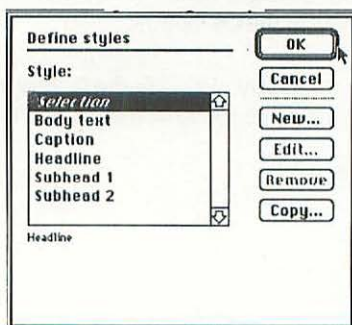 Define styles
OK
Style:
Cancel
Selection
Body text
New...
Caption
Edit...
Headline
Subhead 1
Remove
Subhead 2
Copy...
Headline